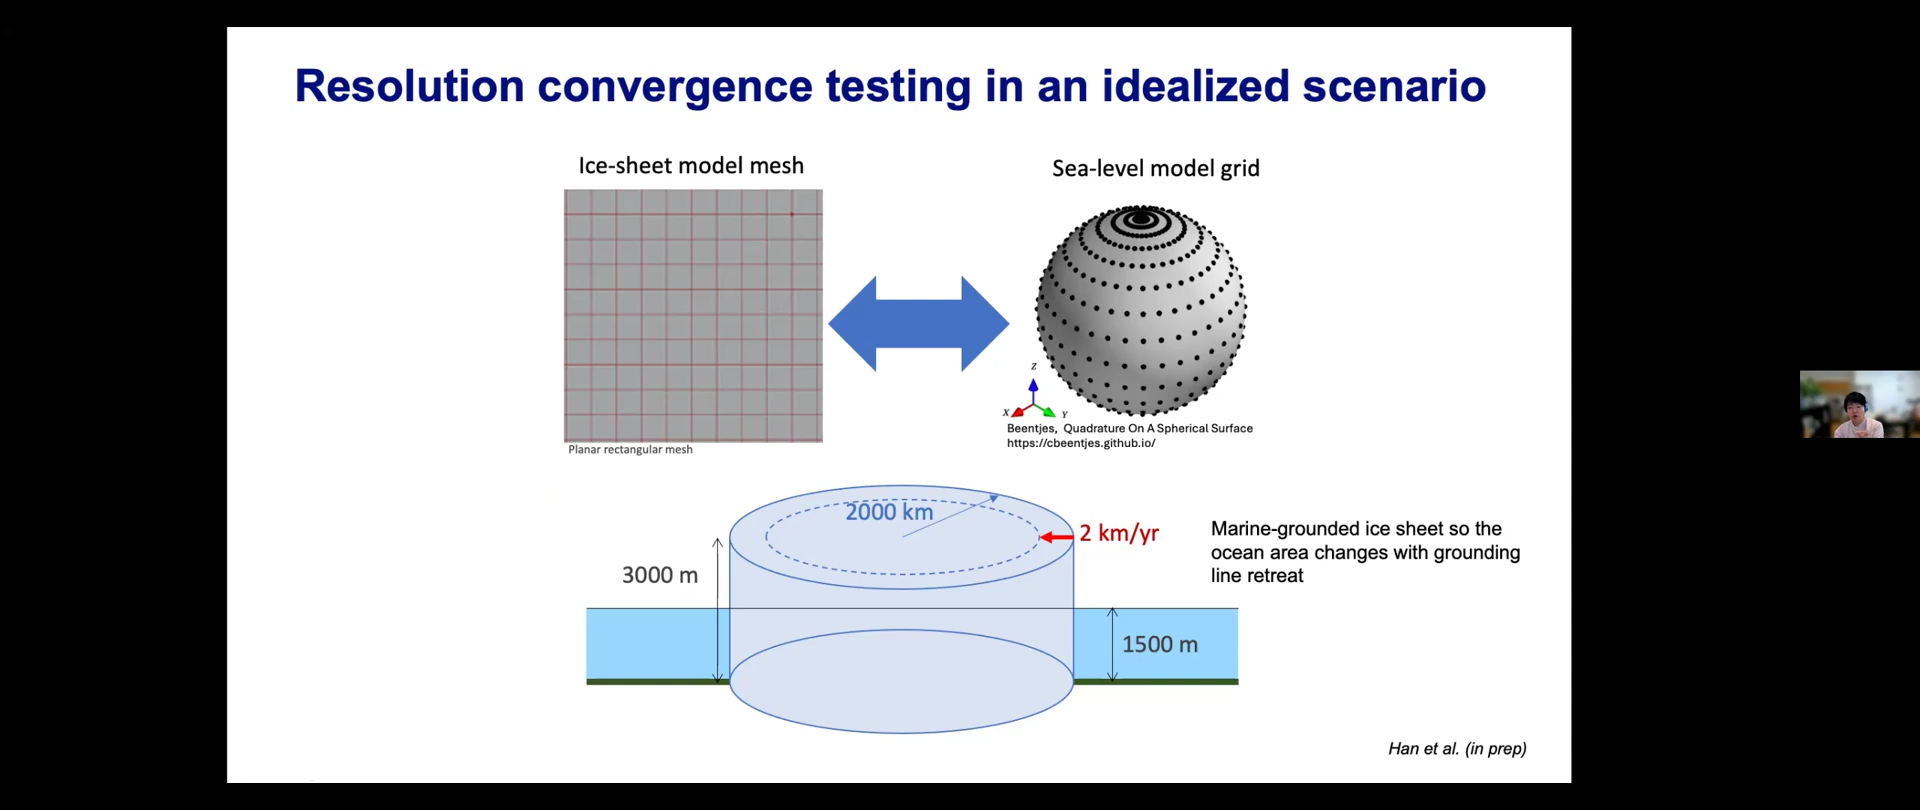 Resolution convergence testing in an idealized scenario
Ice-sheet model mesh
Sea-level model grid
Z
X
Y
Beentjes, Quadrature On A Spherical Surface
https://cbeentjes.github.io/
Planar rectangular mesh
2000 km
2 km/yr
3000 m
1500 m
Marine-grounded ice sheet so the
ocean area changes with grounding
line retreat
Han et al. (in prep)